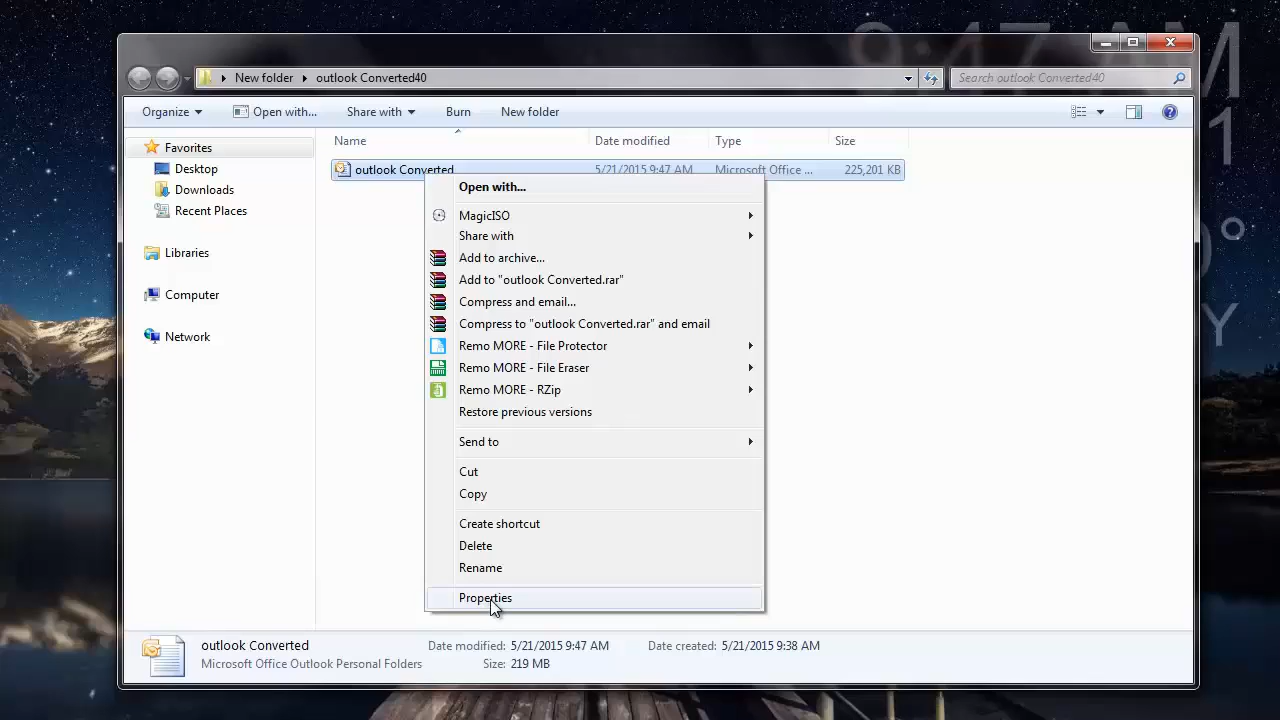 9:47 AM
New folder
outlook Converted40
Search outlook Converted40
Organize
Open with...
Share with
Burn
New folder
Name
Date modified
Type
Size
Favorites
Desktop
Downloads
Recent Places
Libraries
Computer
Network
outlook Converted
5/21/2015 9:47 AM
Microsoft Office ...
225,201 KB
Open with...
MagicISO
Share with
Add to archive...
Add to "outlook Converted.rar"
Compress and email...
Compress to "outlook Converted.rar" and email
Remo MORE - File Protector
Remo MORE - File Eraser
Remo MORE - RZip
Restore previous versions
Send to
Cut
Copy
Create shortcut
Delete
Rename
Properties
outlook Converted
Microsoft Office Outlook Personal Folders
Date modified: 5/21/2015 9:47 AM
Size: 219 MB
Date created: 5/21/2015 9:38 AM